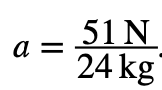 a = 51 N / 24 kg.